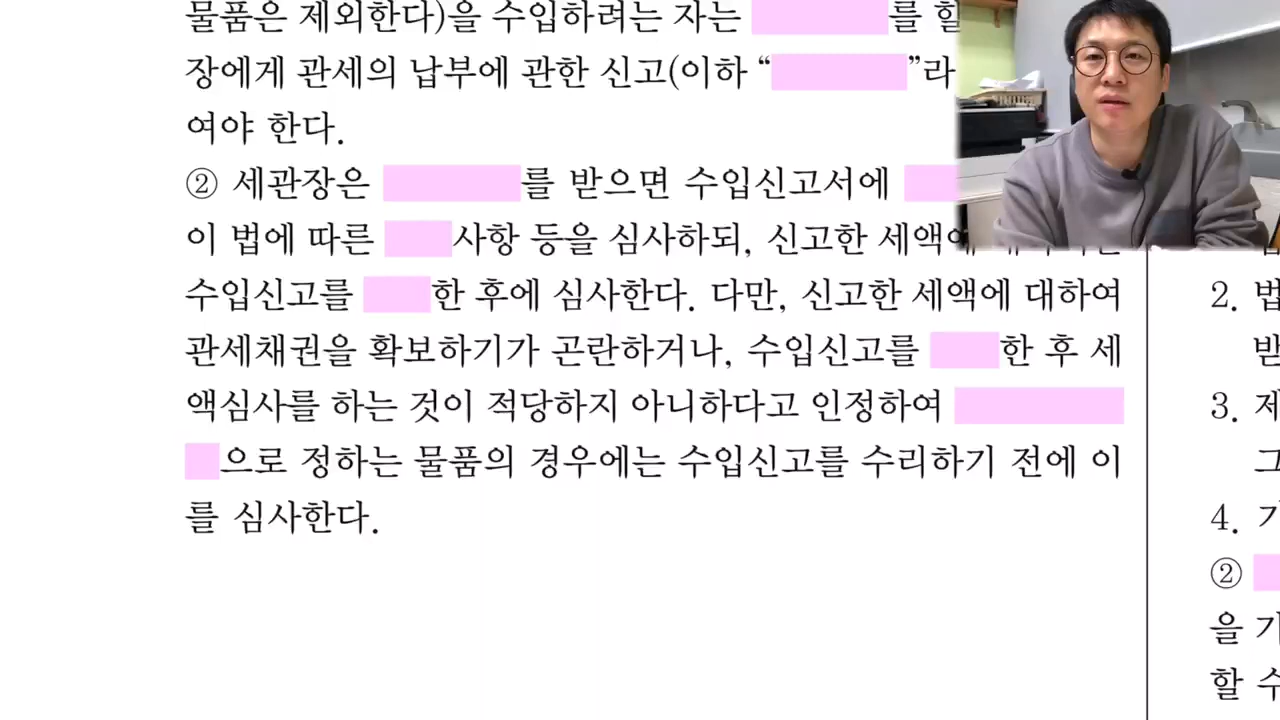 물품은 제외한다)을 수입하려는 자는 를 할
장에게 관세의 납부에 관한 신고(이하 “ ”라
여야 한다.
② 세관장은 를 받으면 수입신고서에
이 법에 따른 사항 등을 심사하되, 신고한 세액에
수입신고를 한 후에 심사한다. 다만, 신고한 세액에 대하여
관세채권을 확보하기가 곤란하거나, 수입신고를 한 후 세
액심사를 하는 것이 적당하지 아니하다고 인정하여
으로 정하는 물품의 경우에는 수입신고를 수리하기 전에 이
를 심사한다.
2. 법
받
3. 제
그
4. 기
②
을 기
할 수